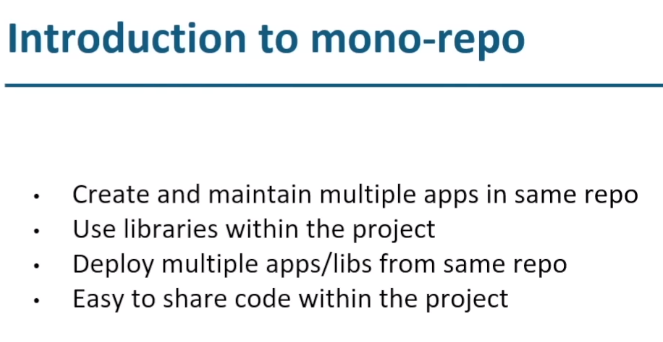 Introduction to mono-repo
• Create and maintain multiple apps in same repo
• Use libraries within the project
• Deploy multiple apps/libs from same repo
• Easy to share code within the project